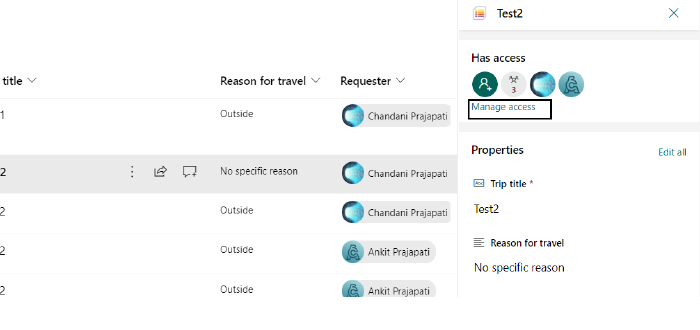 Test2
Has access
3
Manage access
title Reason for travel Requester
1 Outside Chandani Prajapati
Properties Edit all
2 No specific reason Chandani Prajapati
Abc Trip title *
Test2
2 Outside Chandani Prajapati
Reason for travel
2 Outside Ankit Prajapati
No specific reason
2 Outside Ankit Prajapati